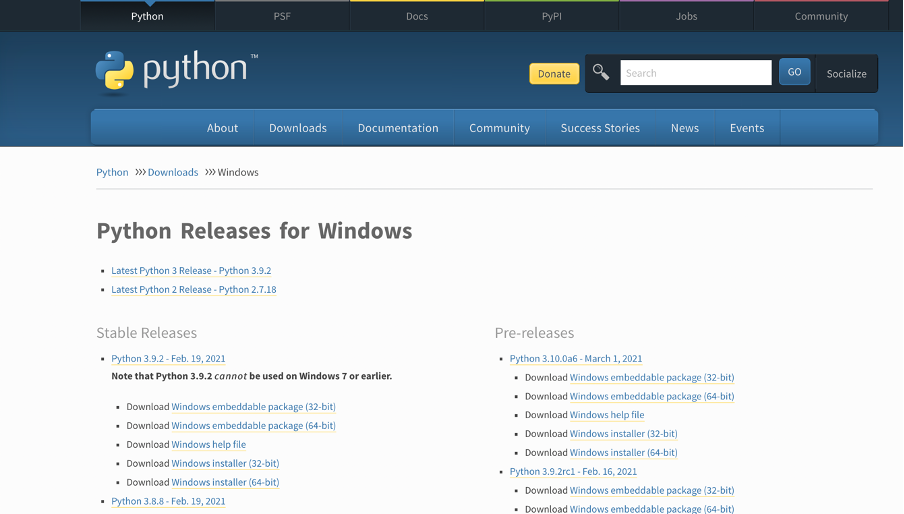 Python
PSF
Docs
PyPI
Jobs
Community
python™
Donate
Search
GO
Socialize
About
Downloads
Documentation
Community
Success Stories
News
Events
Python >>> Downloads >>> Windows
Python Releases for Windows
Latest Python 3 Release - Python 3.9.2
Latest Python 2 Release - Python 2.7.18
Stable Releases
Python 3.9.2 - Feb. 19, 2021
Note that Python 3.9.2 cannot be used on Windows 7 or earlier.
Download Windows embeddable package (32-bit)
Download Windows embeddable package (64-bit)
Download Windows help file
Download Windows installer (32-bit)
Download Windows installer (64-bit)
Python 3.8.8 - Feb. 19, 2021
Pre-releases
Python 3.10.0a6 - March 1, 2021
Download Windows embeddable package (32-bit)
Download Windows embeddable package (64-bit)
Download Windows help file
Download Windows installer (32-bit)
Download Windows installer (64-bit)
Python 3.9.2rc1 - Feb. 16, 2021
Download Windows embeddable package (32-bit)
Download Windows embeddable package (64-bit)